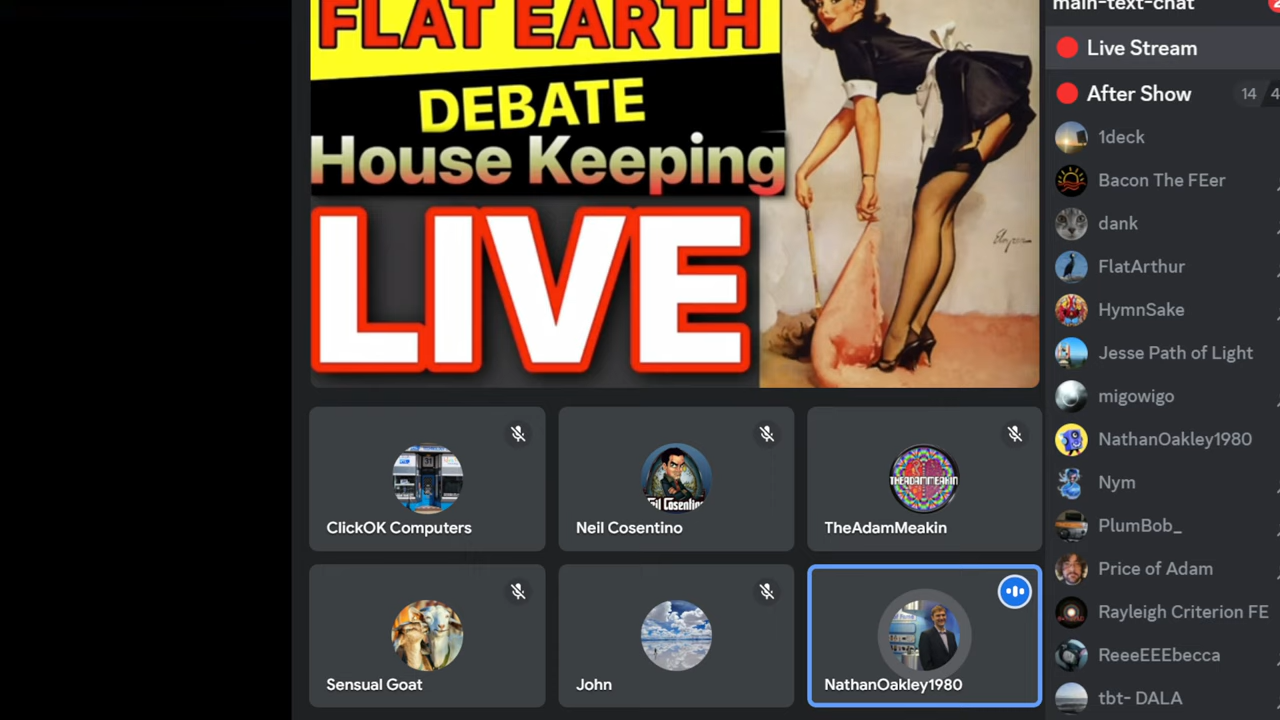 FLAT EARTH
DEBATE
House Keeping
LIVE
ClickOK Computers
Neil Cosentino
THEADAMMEAKIN
TheAdamMeakin
Sensual Goat
John
NathanOakley1980
main-text-chat
Live Stream
After Show 14
1deck
Bacon The FEer
dank
FlatArthur
HymnSake
Jesse Path of Light
migowigo
NathanOakley1980
Nym
PlumBob_
Price of Adam
Rayleigh Criterion FE
ReeeEEEbecca
tbt- DALA